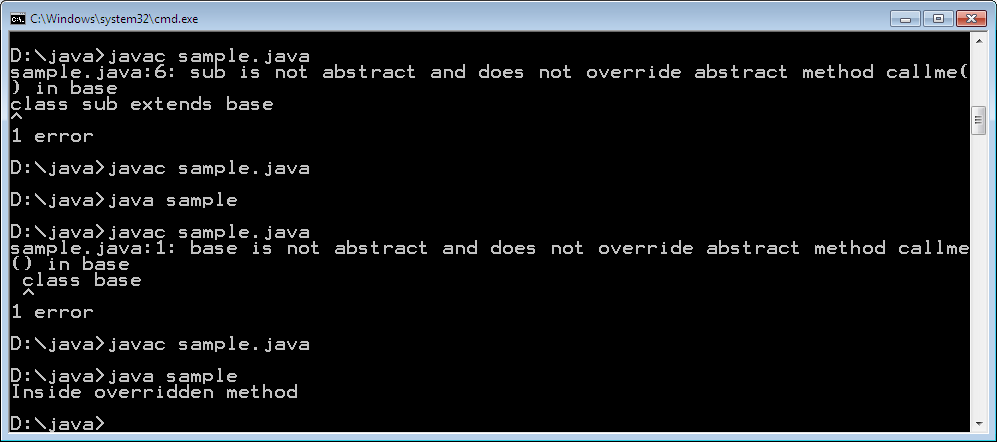 C:\Windows\system32\cmd.exe
D:\java>javac sample.java
sample.java:6: sub is not abstract and does not override abstract method callme(
) in base
class sub extends base
^
1 error
D:\java>javac sample.java
D:\java>java sample
D:\java>javac sample.java
sample.java:1: base is not abstract and does not override abstract method callme
() in base
class base
^
1 error
D:\java>javac sample.java
D:\java>java sample
Inside overridden method
D:\java>